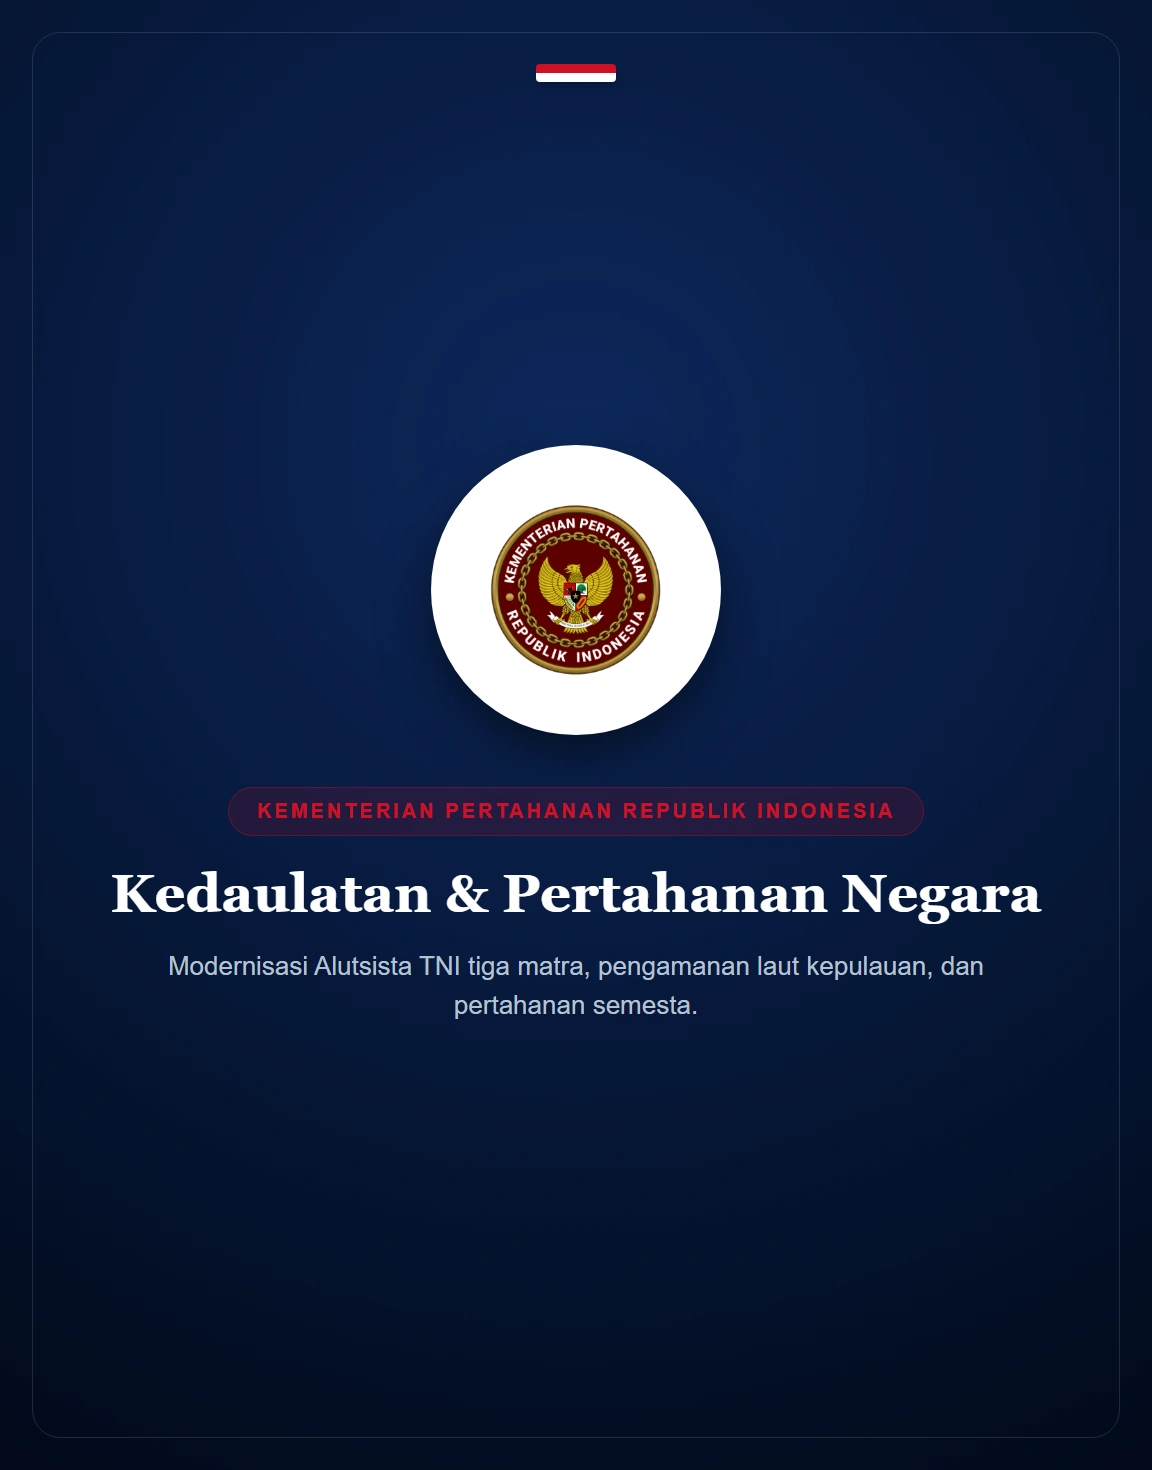 KEMENTERIAN PERTAHANAN
REPUBLIK INDONESIA
KEMENTERIAN PERTAHANAN REPUBLIK INDONESIA
Kedaulatan & Pertahanan Negara
Modernisasi Alutsista TNI tiga matra, pengamanan laut kepulauan, dan
pertahanan semesta.